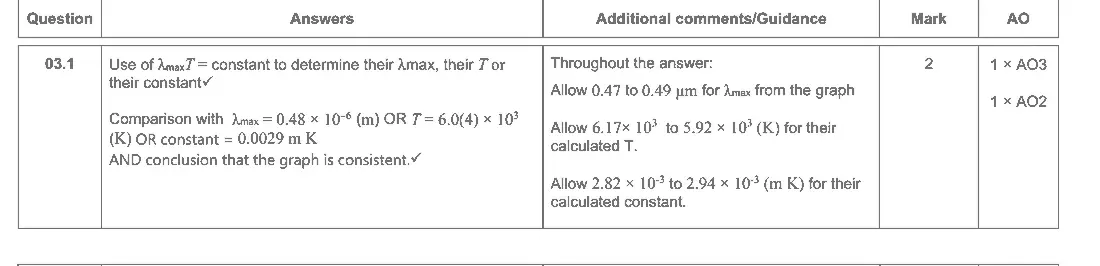 Question Answers Additional comments/Guidance Mark AO
03.1 Use of λmaxT = constant to determine their λmax, their T or their constant✓
Comparison with λmax = 0.48 × 10⁻⁶ (m) OR T = 6.0(4) × 10³ (K) OR constant = 0.0029 m K
AND conclusion that the graph is consistent.✓
Throughout the answer:
Allow 0.47 to 0.49 μm for λmax from the graph
Allow 6.17× 10³ to 5.92 × 10³ (K) for their calculated T.
Allow 2.82 × 10⁻³ to 2.94 × 10⁻³ (m K) for their calculated constant.
2
1 × AO3
1 × AO2